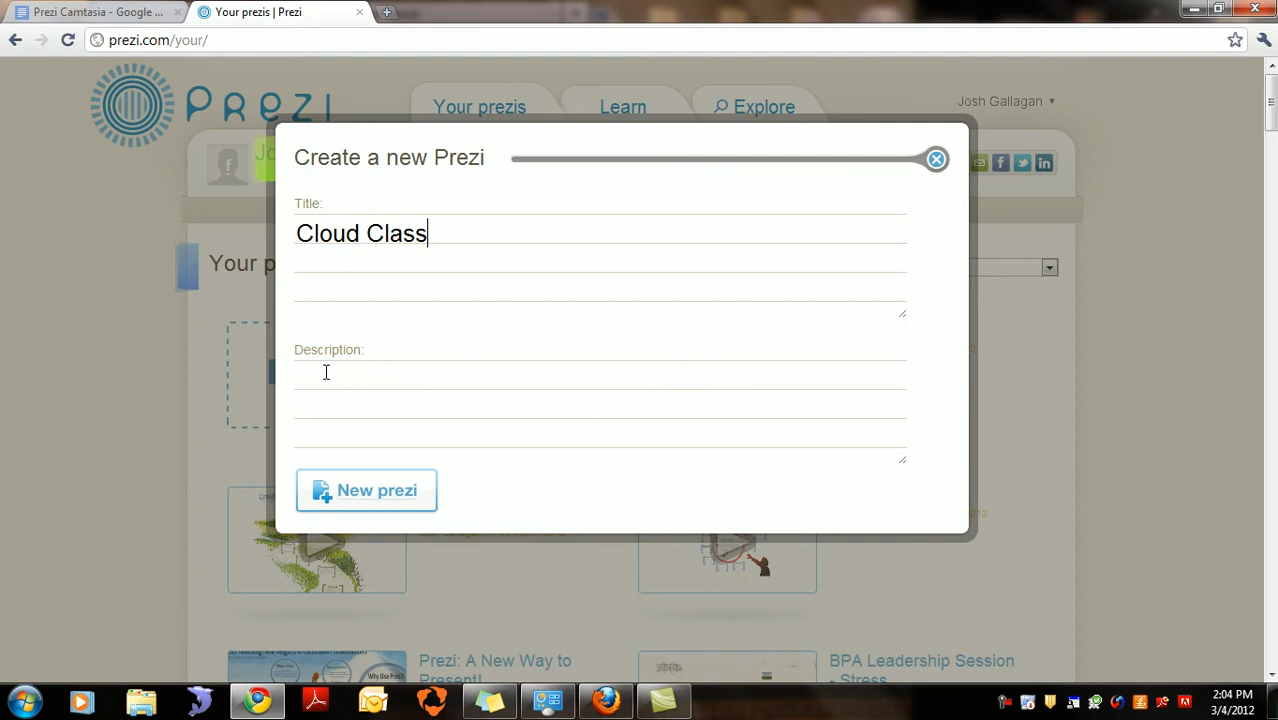 Prezi Camtasia - Google ...
Your prezis | Prezi
prezi.com/your/
Prezi
Your prezis
Learn
Explore
Josh Gallagan
Create a new Prezi
Title:
Cloud Class
Description:
New prezi
Your p
Prezi: A New Way to
Present!
BPA Leadership Session
- Stress
2:04 PM
3/4/2012